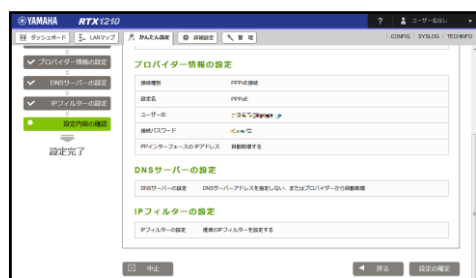 YAMAHA RTX1210
? ユーザー名なし
ダッシュボード LANマップ かんたん設定 詳細設定 管理 CONFIG SYSLOG TECHINFO
プロバイダー情報の設定
DNSサーバーの設定
IPフィルターの設定
設定内容の確認
設定完了
プロバイダー情報の設定
接続種別 PPPoE接続
設定名 PPPoE
ユーザーID
接続パスワード
PPインターフェースのIPアドレス 自動取得する
DNSサーバーの設定
DNSサーバーの設定 DNSサーバーアドレスを指定しない、またはプロバイダーから自動取得
IPフィルターの設定
IPフィルターの設定 推奨のIPフィルターを設定する
中止 戻る 設定の確定